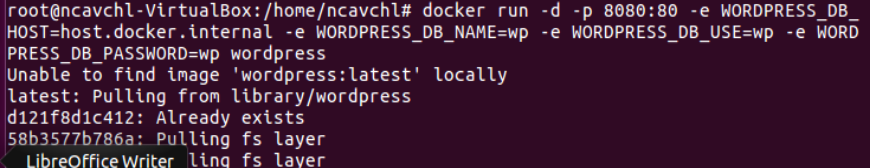 root@ncavchl-VirtualBox:/home/ncavchl# docker run -d -p 8080:80 -e WORDPRESS_DB_
HOST=host.docker.internal -e WORDPRESS_DB_NAME=wp -e WORDPRESS_DB_USE=wp -e WORD
PRESS_DB_PASSWORD=wp wordpress
Unable to find image 'wordpress:latest' locally
latest: Pulling from library/wordpress
d121f8d1c412: Already exists
58b3577b786a: Pulling fs layer
LibreOffice Writer
fs layer